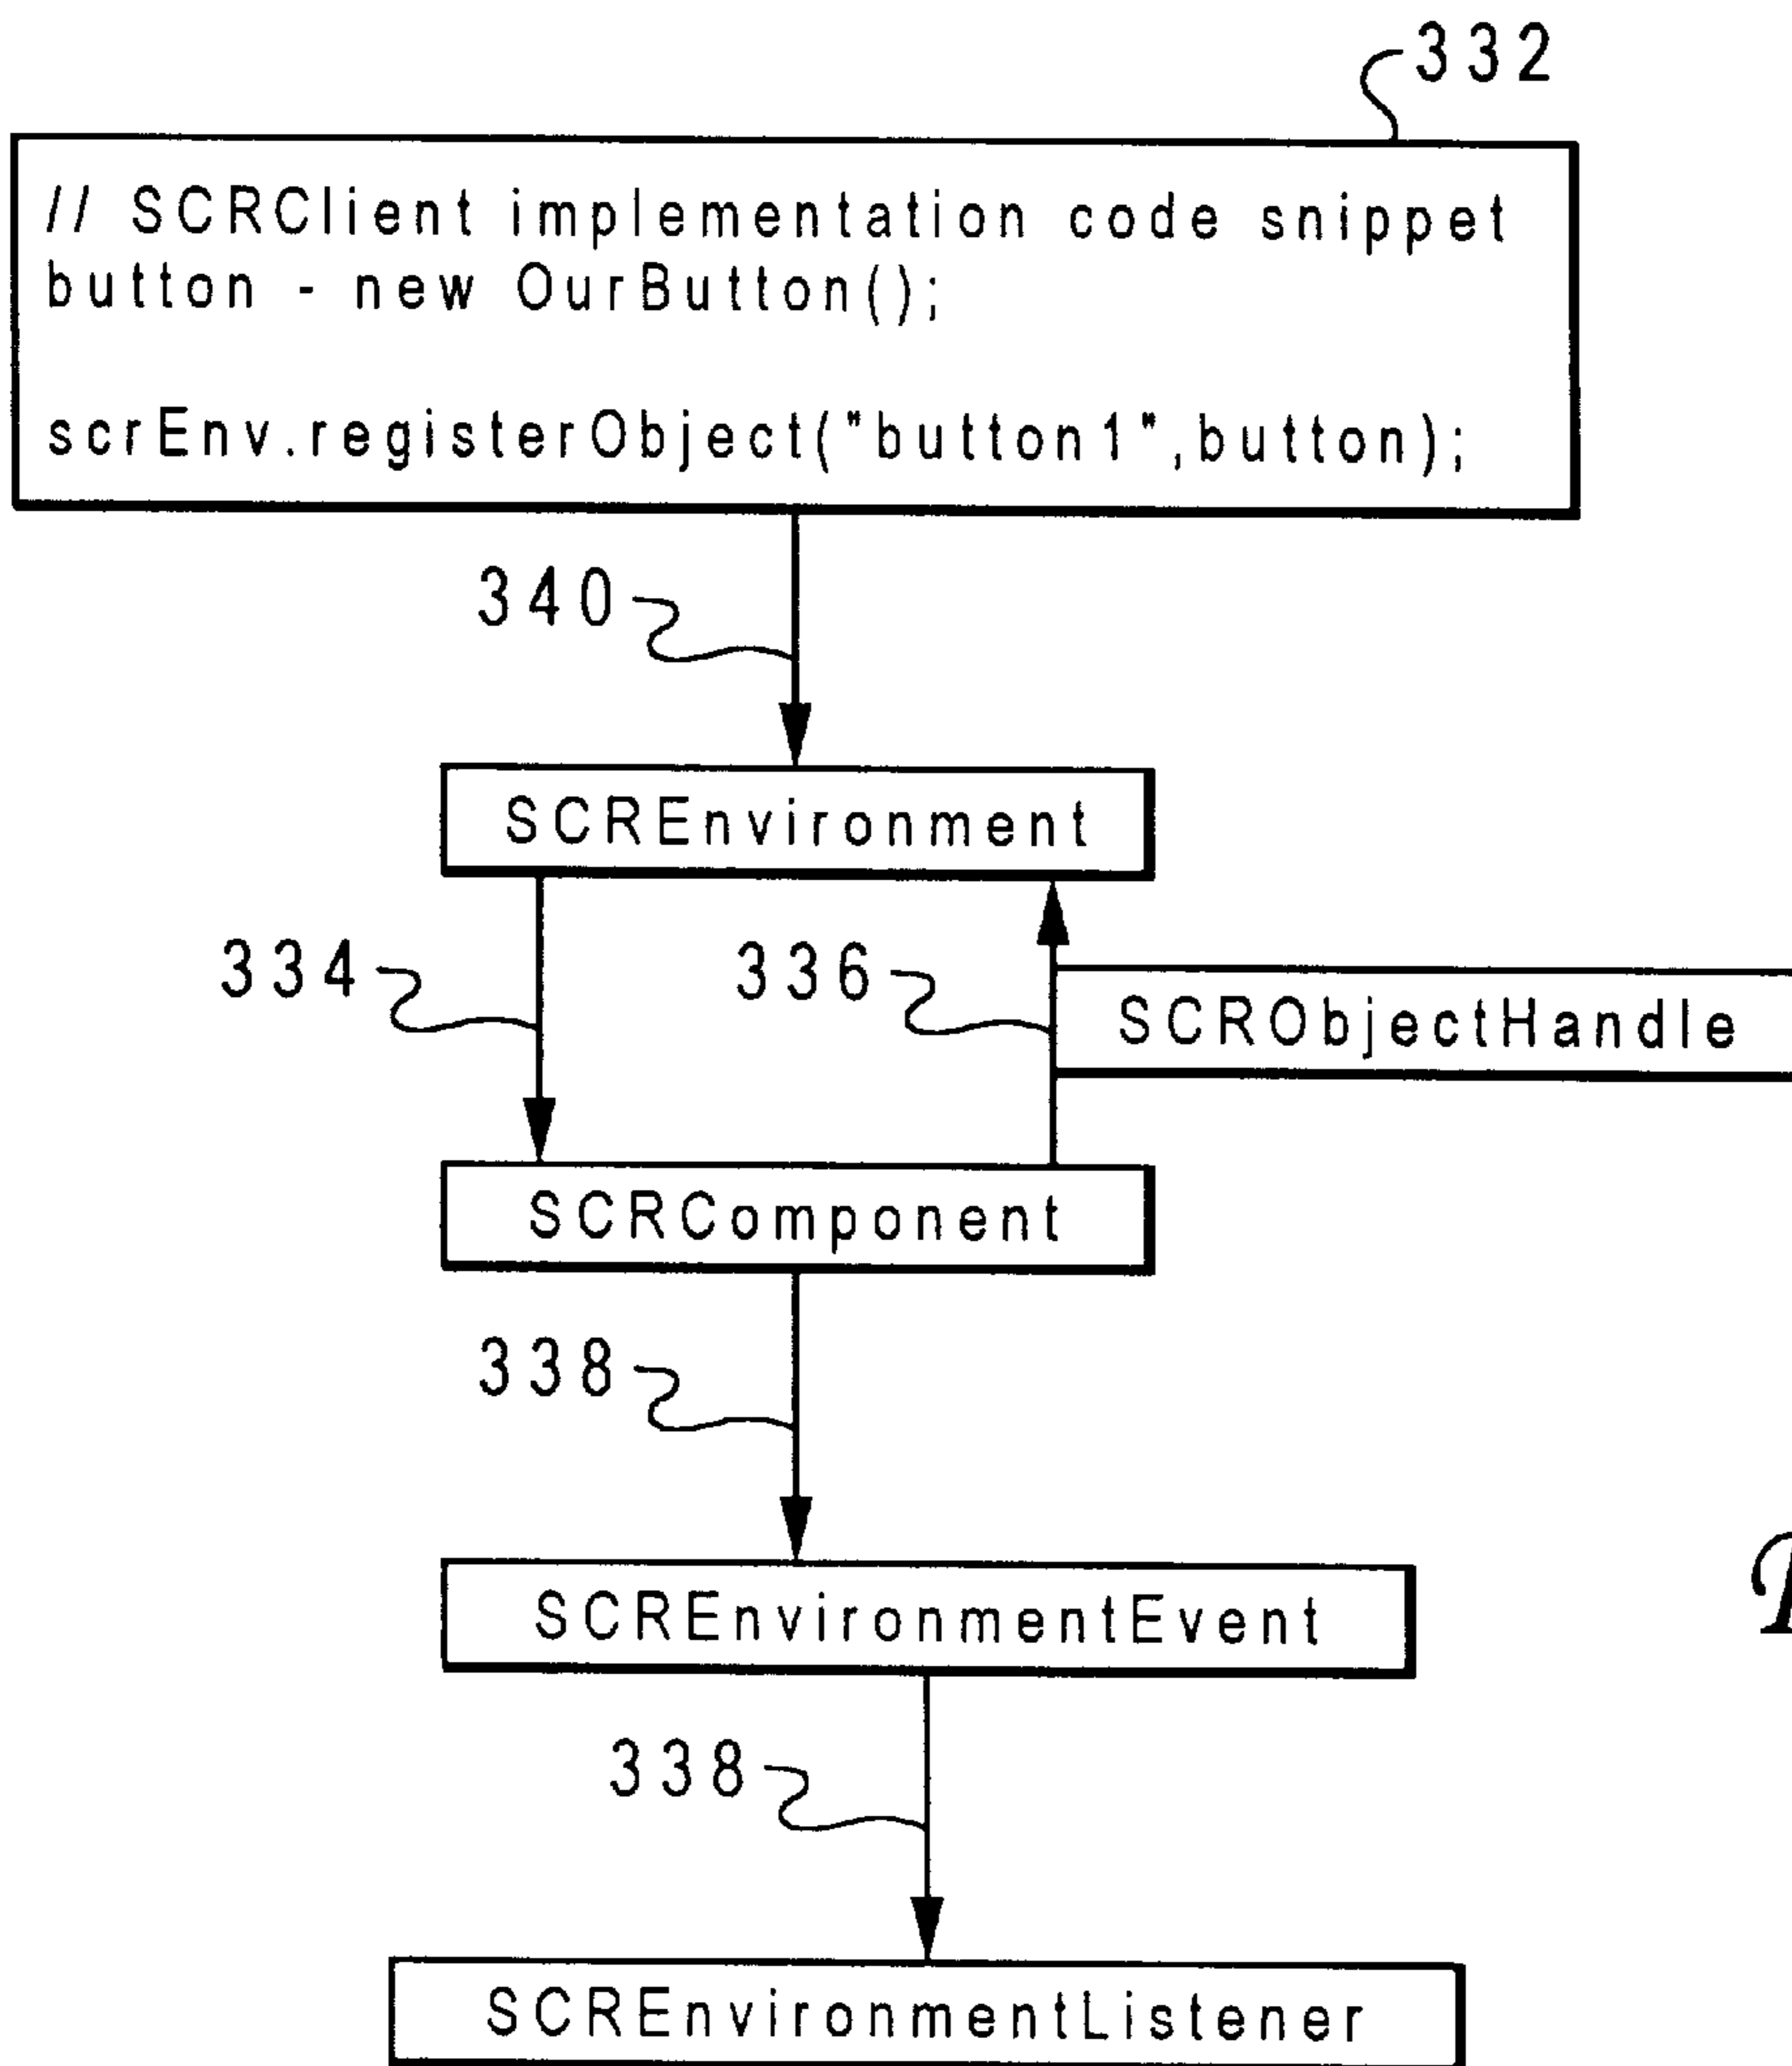 332
// SCRClient implementation code snippet
button - new OurButton();
scrEnv.registerObject("button1",button);
340
SCREnvironment
334
336
SCRObjectHandle
SCRComponent
338
SCREnvironmentEvent
338
SCREnvironmentListener